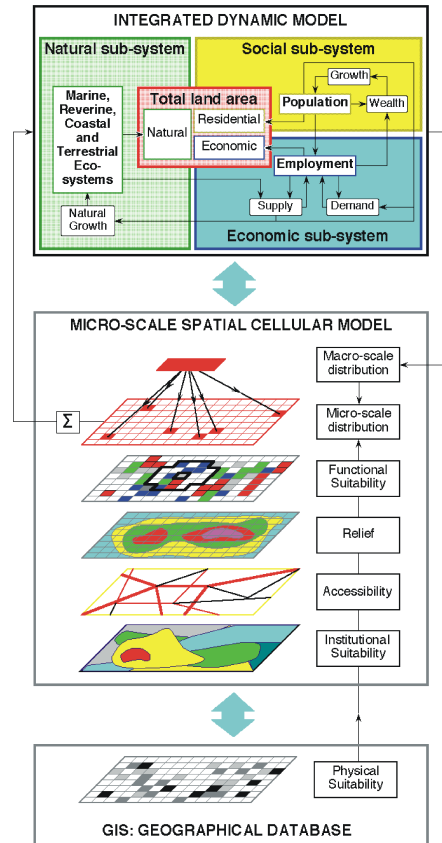 INTEGRATED DYNAMIC MODEL
Natural sub-system
Social sub-system
Marine,
Reverine,
Coastal
and
Terrestrial
Eco-
systems
Natural
Growth
Total land area
Natural
Residential
Economic
Growth
Population
Wealth
Employment
Supply
Demand
Economic sub-system
MICRO-SCALE SPATIAL CELLULAR MODEL
Σ
Macro-scale
distribution
Micro-scale
distribution
Functional
Suitability
Relief
Accessibility
Institutional
Suitability
Physical
Suitability
GIS: GEOGRAPHICAL DATABASE